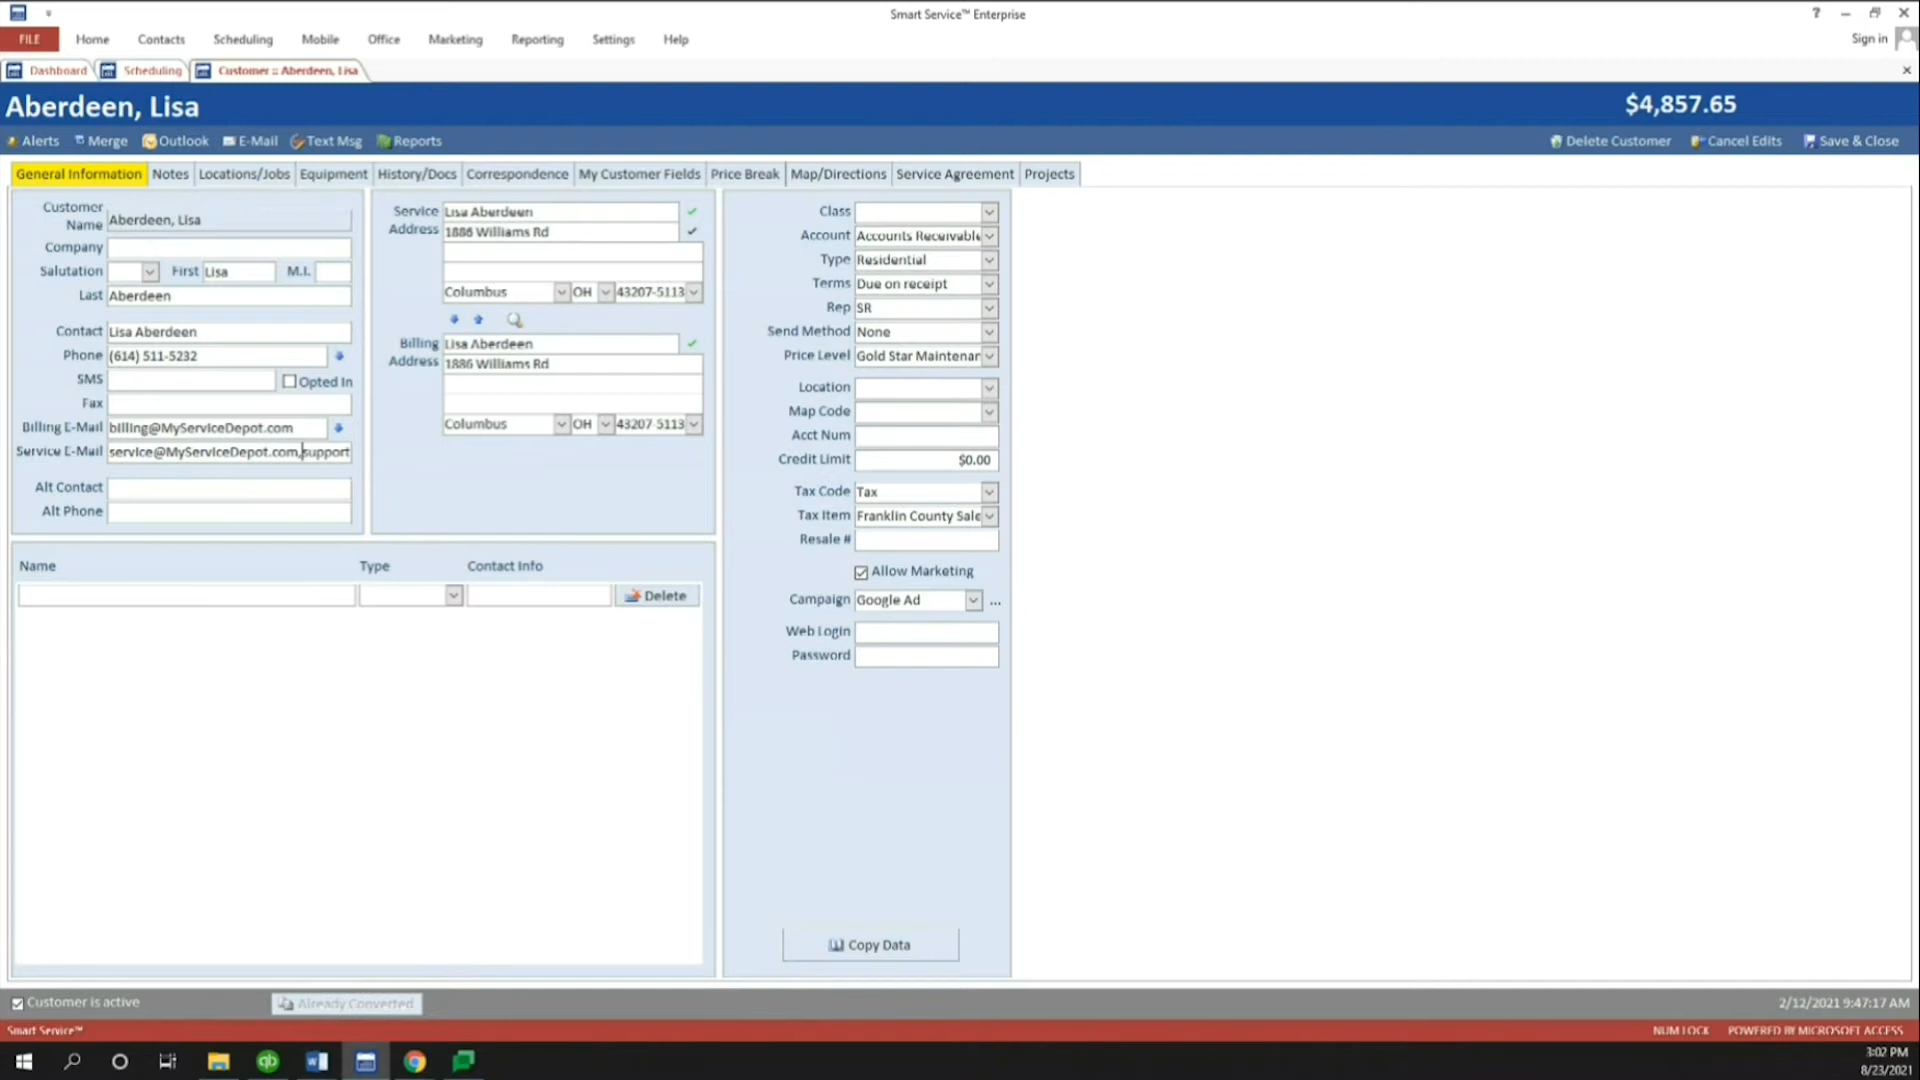 Smart Service™ Enterprise
?
FILE Home Contacts Scheduling Mobile Office Marketing Reporting Settings Help Sign in
Dashboard Scheduling Customer :: Aberdeen, Lisa
Aberdeen, Lisa $4,857.65
Alerts Merge Outlook E-Mail Text Msg Reports Delete Customer Cancel Edits Save & Close
General Information Notes Locations/Jobs Equipment History/Docs Correspondence My Customer Fields Price Break Map/Directions Service Agreement Projects
Customer Name Aberdeen, Lisa
Company
Salutation First Lisa M.I.
Last Aberdeen
Contact Lisa Aberdeen
Phone (614) 511-5232
SMS Opted In
Fax
Billing E-Mail billing@MyServiceDepot.com
Service E-Mail service@MyServiceDepot.com,support
Alt Contact
Alt Phone
Service Address Lisa Aberdeen
1886 Williams Rd
Columbus OH 43207-5113
Billing Address Lisa Aberdeen
1886 Williams Rd
Columbus OH 43207-5113
Name Type Contact Info
Delete
Class
Account Accounts Receivable
Type Residential
Terms Due on receipt
Rep SR
Send Method None
Price Level Gold Star Maintenan
Location
Map Code
Acct Num
Credit Limit $0.00
Tax Code Tax
Tax Item Franklin County Sale
Resale #
Allow Marketing
Campaign Google Ad ...
Web Login
Password
Copy Data
Customer is active Already Converted 2/12/2021 9:47:17 AM
Smart Service™ NUM LOCK POWERED BY MICROSOFT ACCESS
qb W
3:02 PM
8/23/2021